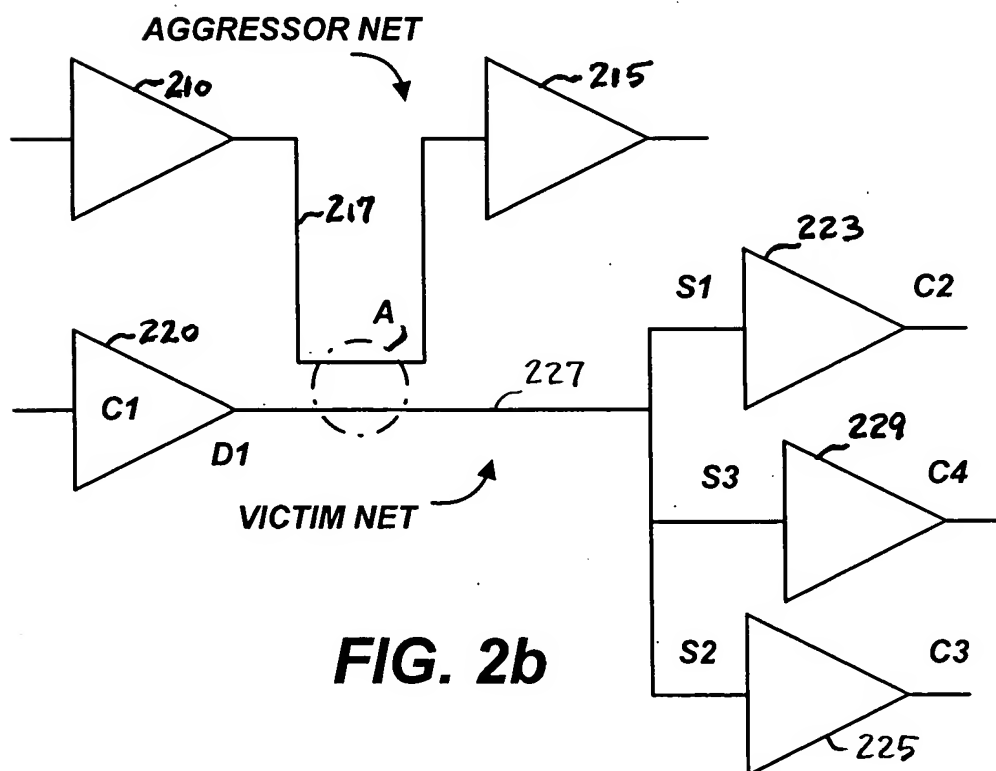 AGGRESSOR NET
210
215
217
223
S1
C2
A
220
227
C1
229
D1
S3
C4
VICTIM NET
FIG. 2b
S2
C3
225